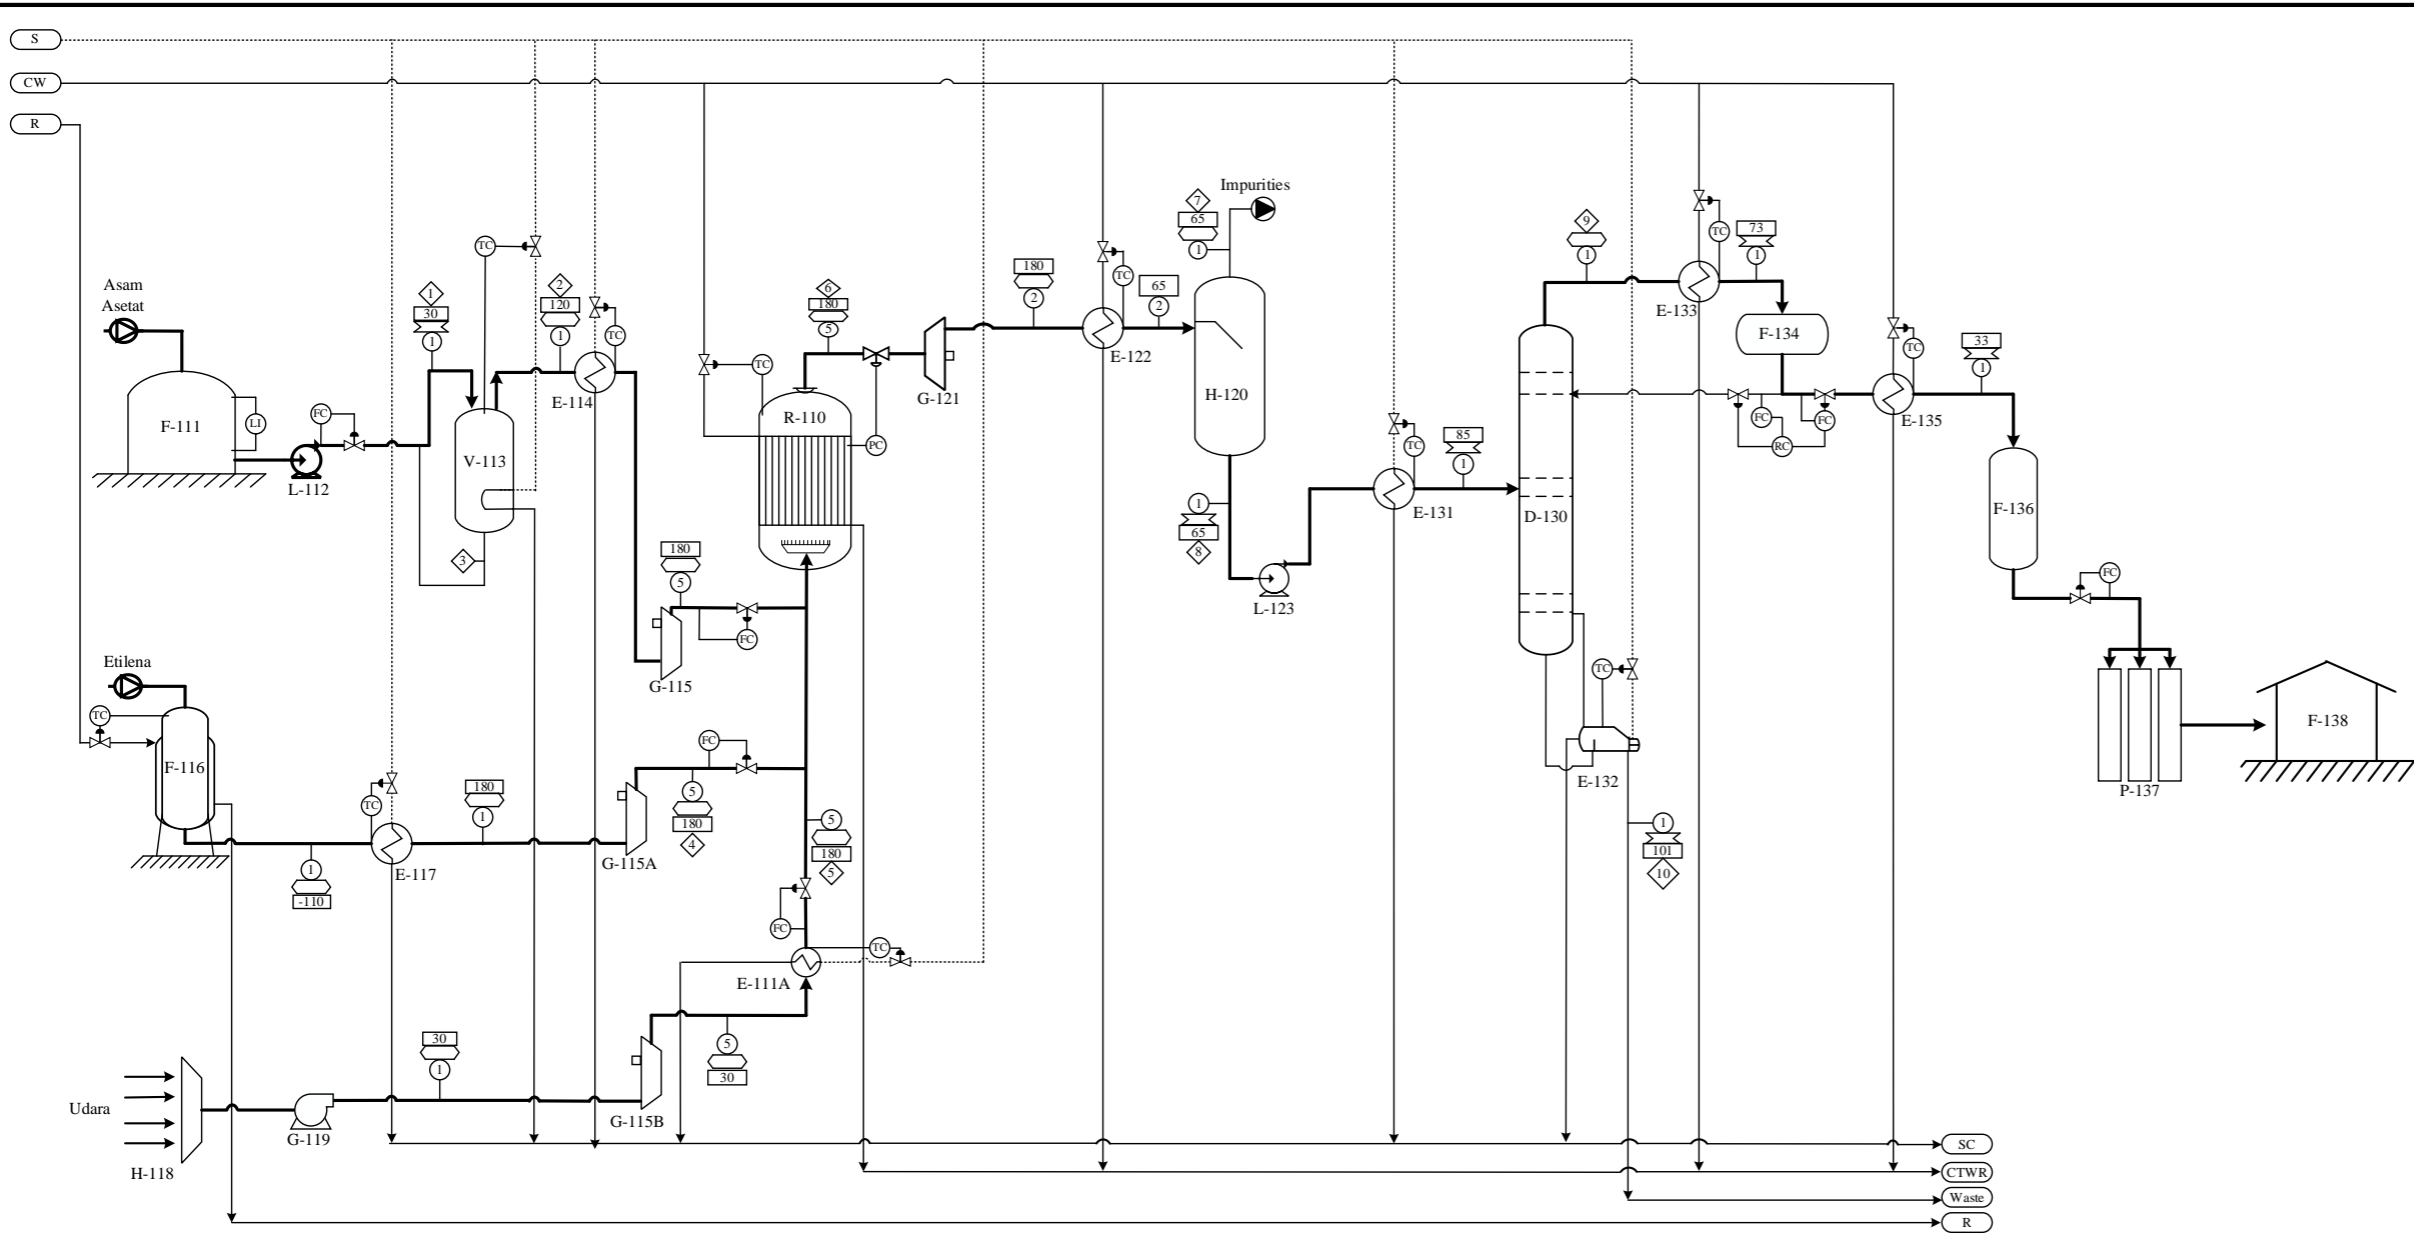 S
CW
R
Impurities
7
65
1
9
1
73
1
TC
TC
TC
E-133
F-134
Asam
Asetat
1
30
1
2
120
1
TC
E-114
6
180
5
180
2
TC
65
2
E-122
TC
33
1
E-135
FC
FC
RC
F-111
LI
FC
L-112
V-113
3
TC
R-110
PC
G-121
H-120
TC
85
1
E-131
D-130
1
65
8
L-123
F-136
FC
180
5
FC
G-115
Etilena
TC
F-116
TC
180
1
E-117
1
-110
FC
5
180
4
G-115A
5
180
5
FC
TC
E-111A
TC
E-132
1
101
10
P-137
F-138
30
1
5
30
G-115B
Udara
H-118
G-119
SC
CTWR
Waste
R